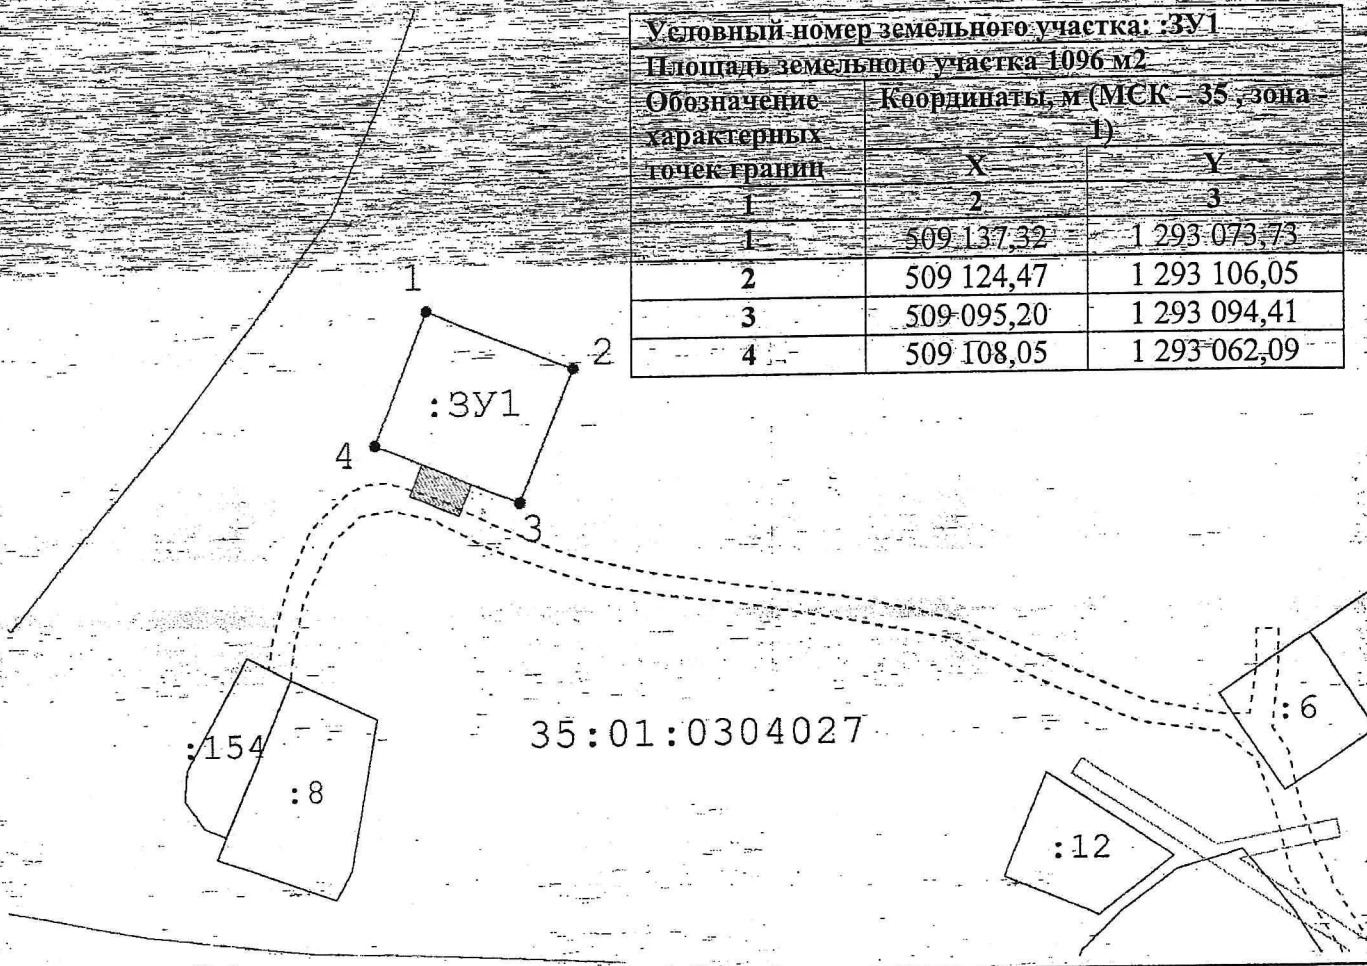 Условный номер земельного участка: :ЗУ1
Площадь земельного участка 1096 м2
Обозначение характерных точек границ
Координаты, м (МСК – 35 , зона - 1)
X Y
1 2 3
1 509 137,32 1 293 073,73
2 509 124,47 1 293 106,05
3 509 095,20 1 293 094,41
4 509 108,05 1 293 062,09
1
2
:ЗУ1
4
3
:154
:8
35:01:0304027
:6
:12